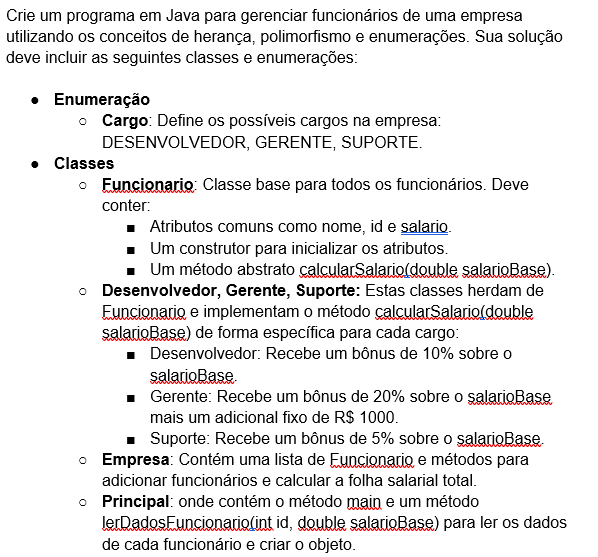 Crie um programa em Java para gerenciar funcionários de uma empresa
utilizando os conceitos de herança, polimorfismo e enumerações. Sua solução
deve incluir as seguintes classes e enumerações:
● Enumeração
○ Cargo: Define os possíveis cargos na empresa:
DESENVOLVEDOR, GERENTE, SUPORTE.
● Classes
○ Funcionario: Classe base para todos os funcionários. Deve
conter:
■ Atributos comuns como nome, id e salario.
■ Um construtor para inicializar os atributos.
■ Um método abstrato calcularSalario(double salarioBase).
○ Desenvolvedor, Gerente, Suporte: Estas classes herdam de
Funcionario e implementam o método calcularSalario(double
salarioBase) de forma específica para cada cargo:
■ Desenvolvedor: Recebe um bônus de 10% sobre o
salarioBase.
■ Gerente: Recebe um bônus de 20% sobre o salarioBase
mais um adicional fixo de R$ 1000.
■ Suporte: Recebe um bônus de 5% sobre o salarioBase.
○ Empresa: Contém uma lista de Funcionario e métodos para
adicionar funcionários e calcular a folha salarial total.
○ Principal: onde contém o método main e um método
lerDadosFuncionario(int id, double salarioBase) para ler os dados
de cada funcionário e criar o objeto.